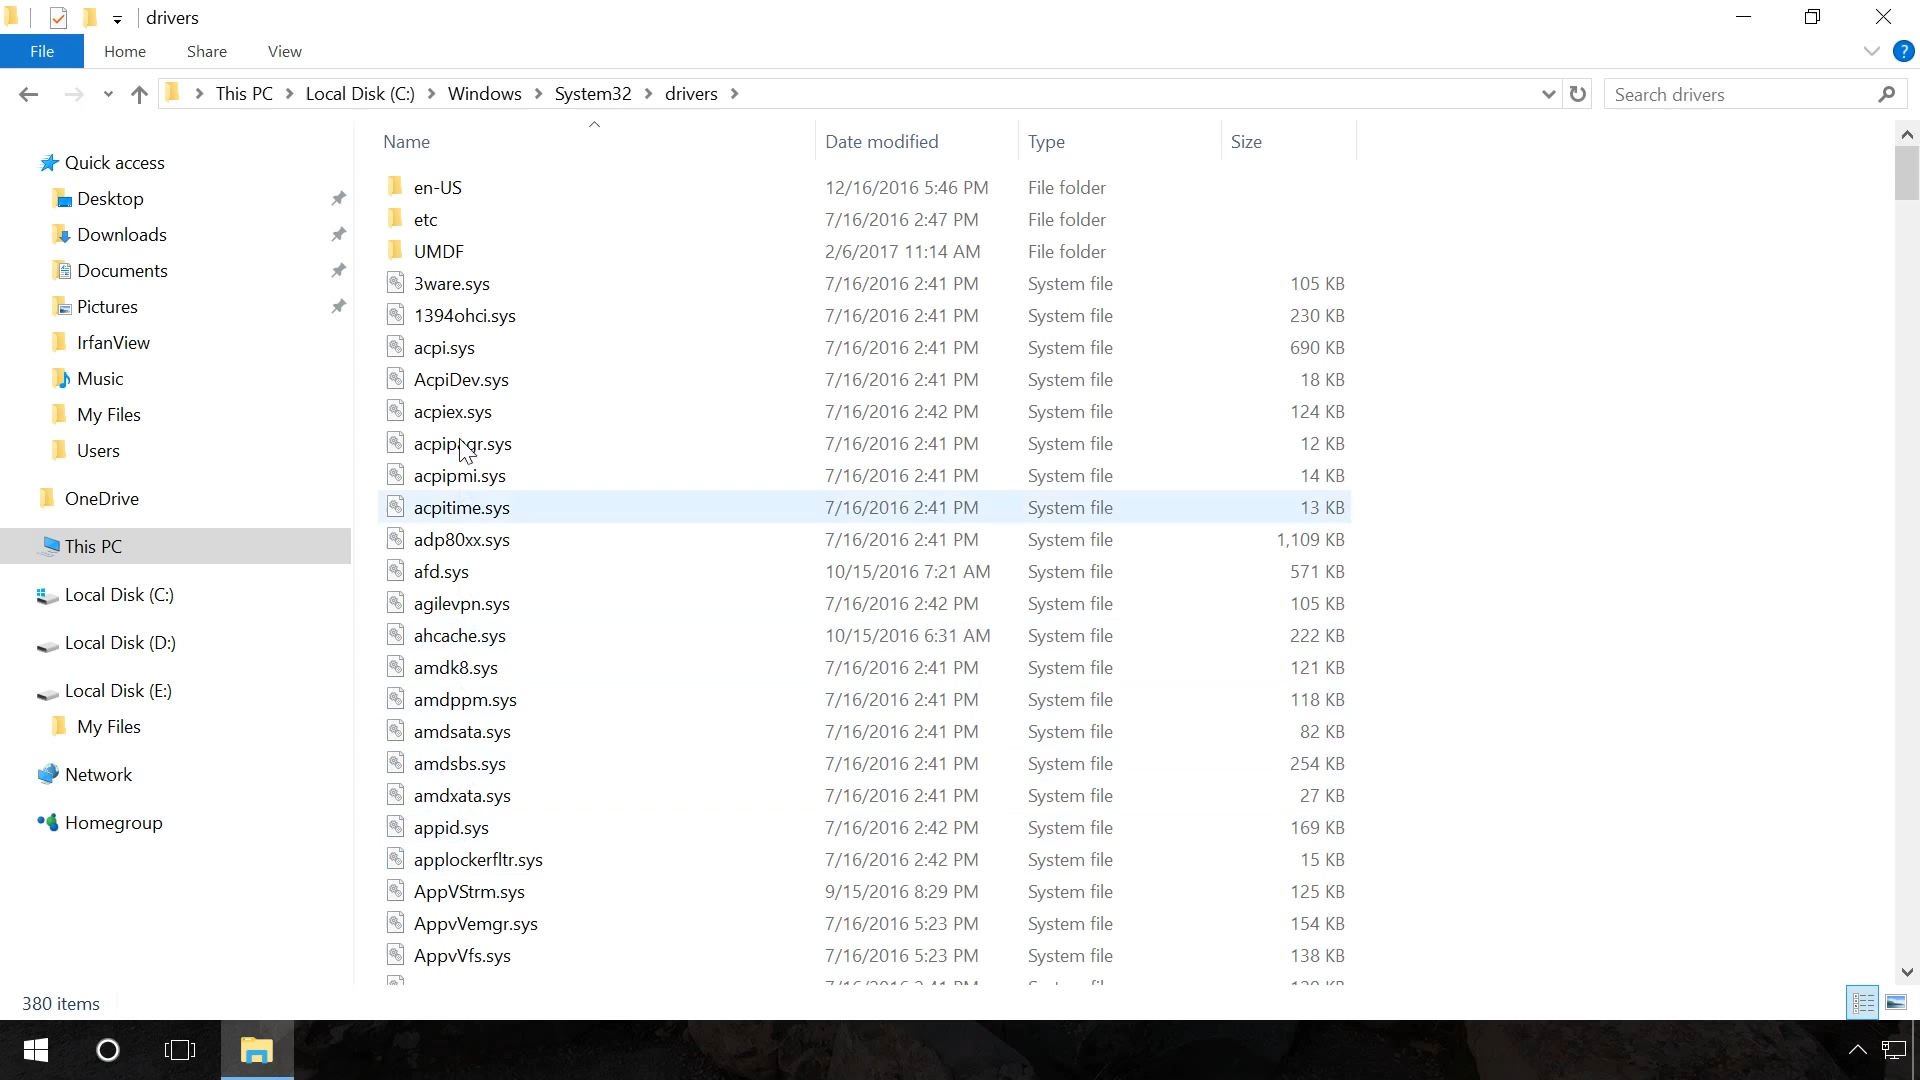 drivers
File Home Share View
This PC Local Disk (C:) Windows System32 drivers
Search drivers
Name Date modified Type Size
Quick access
Desktop
Downloads
Documents
Pictures
IrfanView
Music
My Files
Users
OneDrive
This PC
Local Disk (C:)
Local Disk (D:)
Local Disk (E:)
My Files
Network
Homegroup
en-US 12/16/2016 5:46 PM File folder
etc 7/16/2016 2:47 PM File folder
UMDF 2/6/2017 11:14 AM File folder
3ware.sys 7/16/2016 2:41 PM System file 105 KB
1394ohci.sys 7/16/2016 2:41 PM System file 230 KB
acpi.sys 7/16/2016 2:41 PM System file 690 KB
AcpiDev.sys 7/16/2016 2:41 PM System file 18 KB
acpiex.sys 7/16/2016 2:42 PM System file 124 KB
7/16/2016 2:41 PM System file 12 KB
acpipmi.sys 7/16/2016 2:41 PM System file 14 KB
acpitime.sys 7/16/2016 2:41 PM System file 13 KB
adp80xx.sys 7/16/2016 2:41 PM System file 1,109 KB
afd.sys 10/15/2016 7:21 AM System file 571 KB
agilevpn.sys 7/16/2016 2:42 PM System file 105 KB
ahcache.sys 10/15/2016 6:31 AM System file 222 KB
amdk8.sys 7/16/2016 2:41 PM System file 121 KB
amdppm.sys 7/16/2016 2:41 PM System file 118 KB
amdsata.sys 7/16/2016 2:41 PM System file 82 KB
amdsbs.sys 7/16/2016 2:41 PM System file 254 KB
amdxata.sys 7/16/2016 2:41 PM System file 27 KB
appid.sys 7/16/2016 2:42 PM System file 169 KB
applockerfltr.sys 7/16/2016 2:42 PM System file 15 KB
AppVStrm.sys 9/15/2016 8:29 PM System file 125 KB
AppvVemgr.sys 7/16/2016 5:23 PM System file 154 KB
AppvVfs.sys 7/16/2016 5:23 PM System file 138 KB
380 items